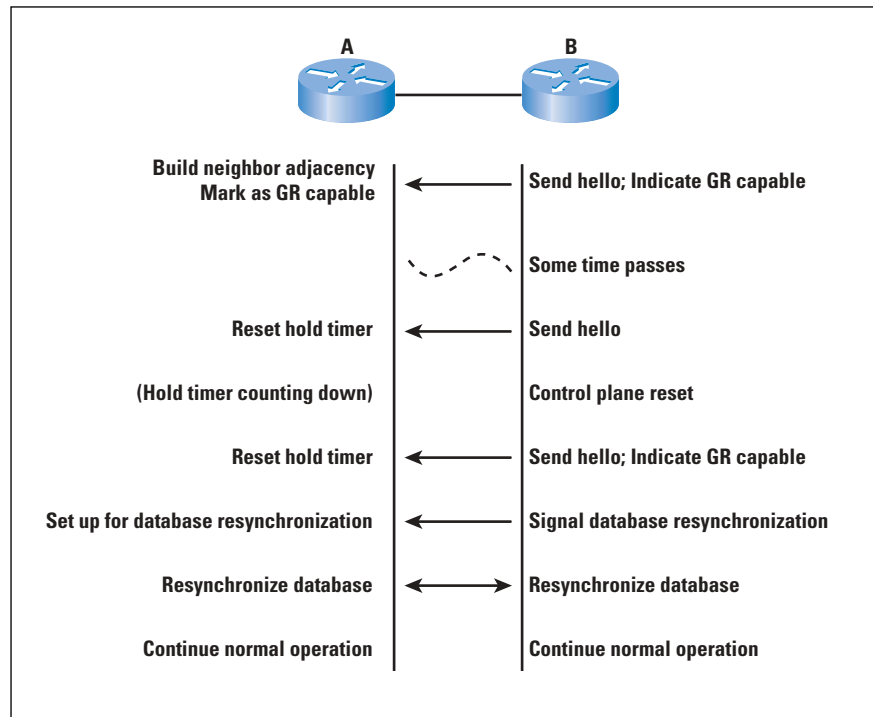 A
B
Build neighbor adjacency
Mark as GR capable
Send hello; Indicate GR capable
Some time passes
Reset hold timer
Send hello
(Hold timer counting down)
Control plane reset
Reset hold timer
Send hello; Indicate GR capable
Set up for database resynchronization
Signal database resynchronization
Resynchronize database
Resynchronize database
Continue normal operation
Continue normal operation